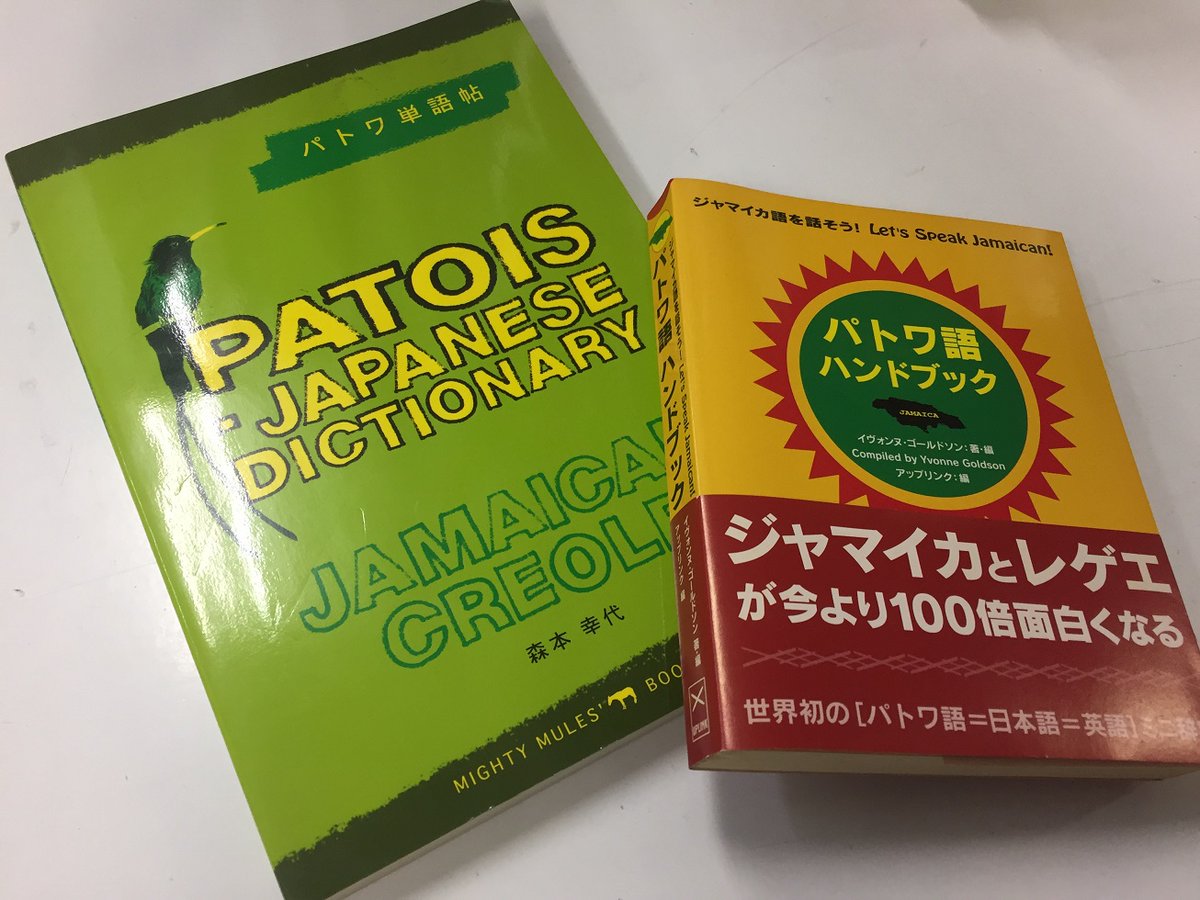 パトワ単語帖
PATOIS
- JAPANESE
DICTIONARY
JAMAICA
CREOL
森本 幸代
MIGHTY MULES' BOO
ジャマイカ語を話そう! Let's Speak Jamaican!
パトワ語
ハンドブック
JAMAICA
イヴォンヌ・ゴールドソン:著・編
Compiled by Yvonne Goldson
アップリンク:編
ジャマイカとレゲエ
が今より100倍面白くなる
世界初の[パトワ語=日本語=英語]ミニ
パトワ語ハンドブック
イヴォンヌ・ゴールドソン 著・編
アップリンク 編
UPLINK